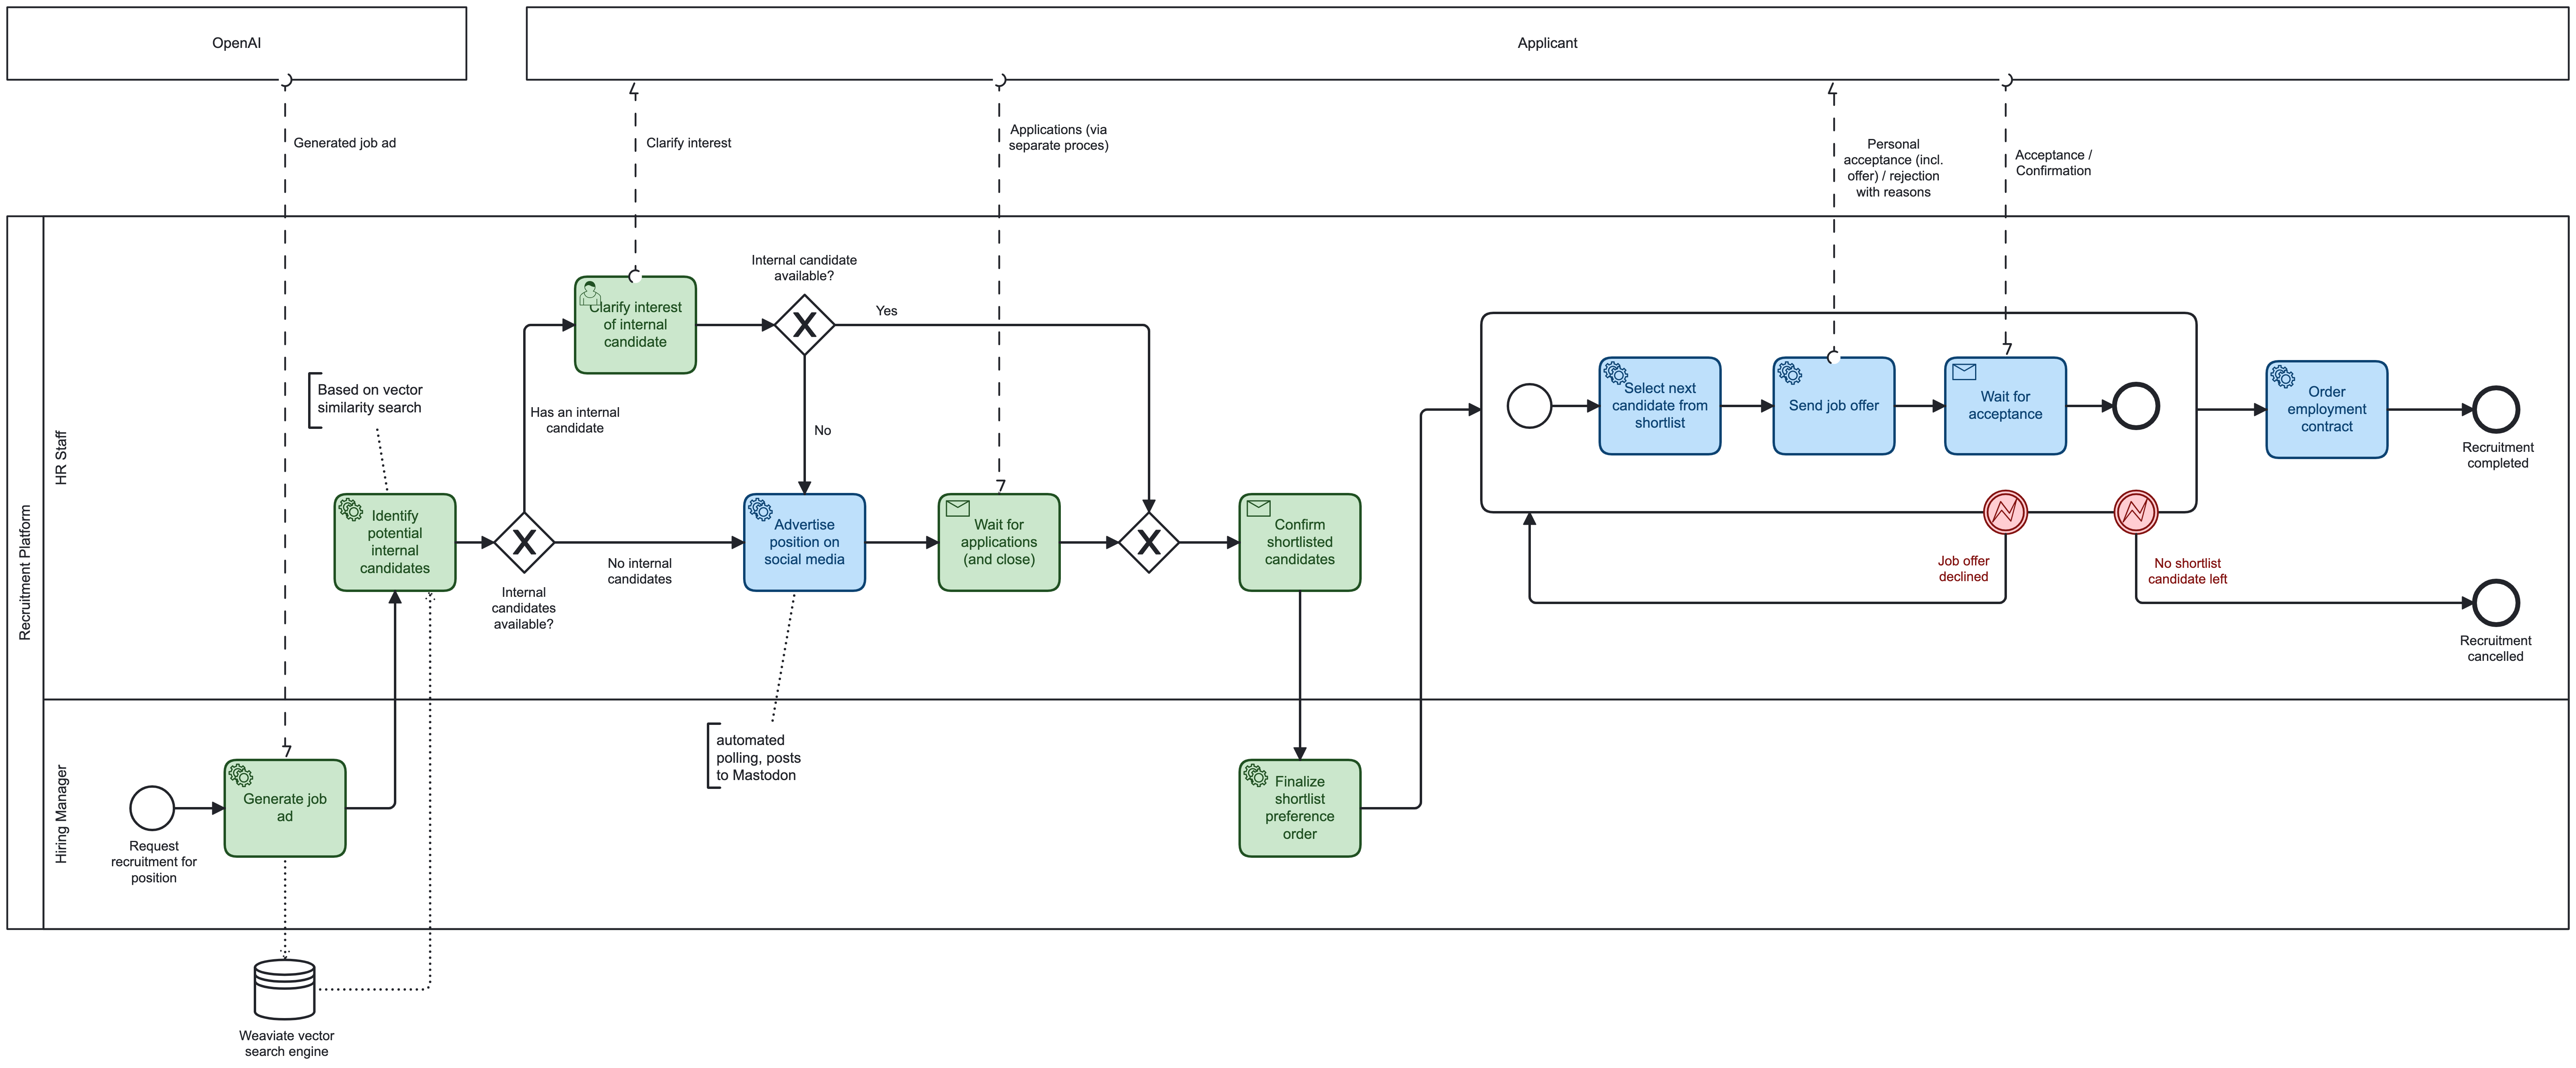 OpenAI
Applicant
Generated job ad
Clarify interest
Applications (via
separate proces)
Personal
acceptance (incl.
offer) / rejection
with reasons
Acceptance /
Confirmation
Recruitment Platform
HR Staff
Hiring Manager
Based on vector
similarity search
Identify
potential
internal
candidates
Has an internal
candidate
Internal
candidates
available?
No internal
candidates
Clarify interest
of internal
candidate
Internal candidate
available?
Yes
No
Advertise
position on
social media
automated
polling, posts
to Mastodon
Wait for
applications
(and close)
Confirm
shortlisted
candidates
Finalize
shortlist
preference
order
Select next
candidate from
shortlist
Send job offer
Wait for
acceptance
Job offer
declined
No shortlist
candidate left
Order
employment
contract
Recruitment
completed
Recruitment
cancelled
Request
recruitment for
position
Generate job
ad
Weaviate vector
search engine